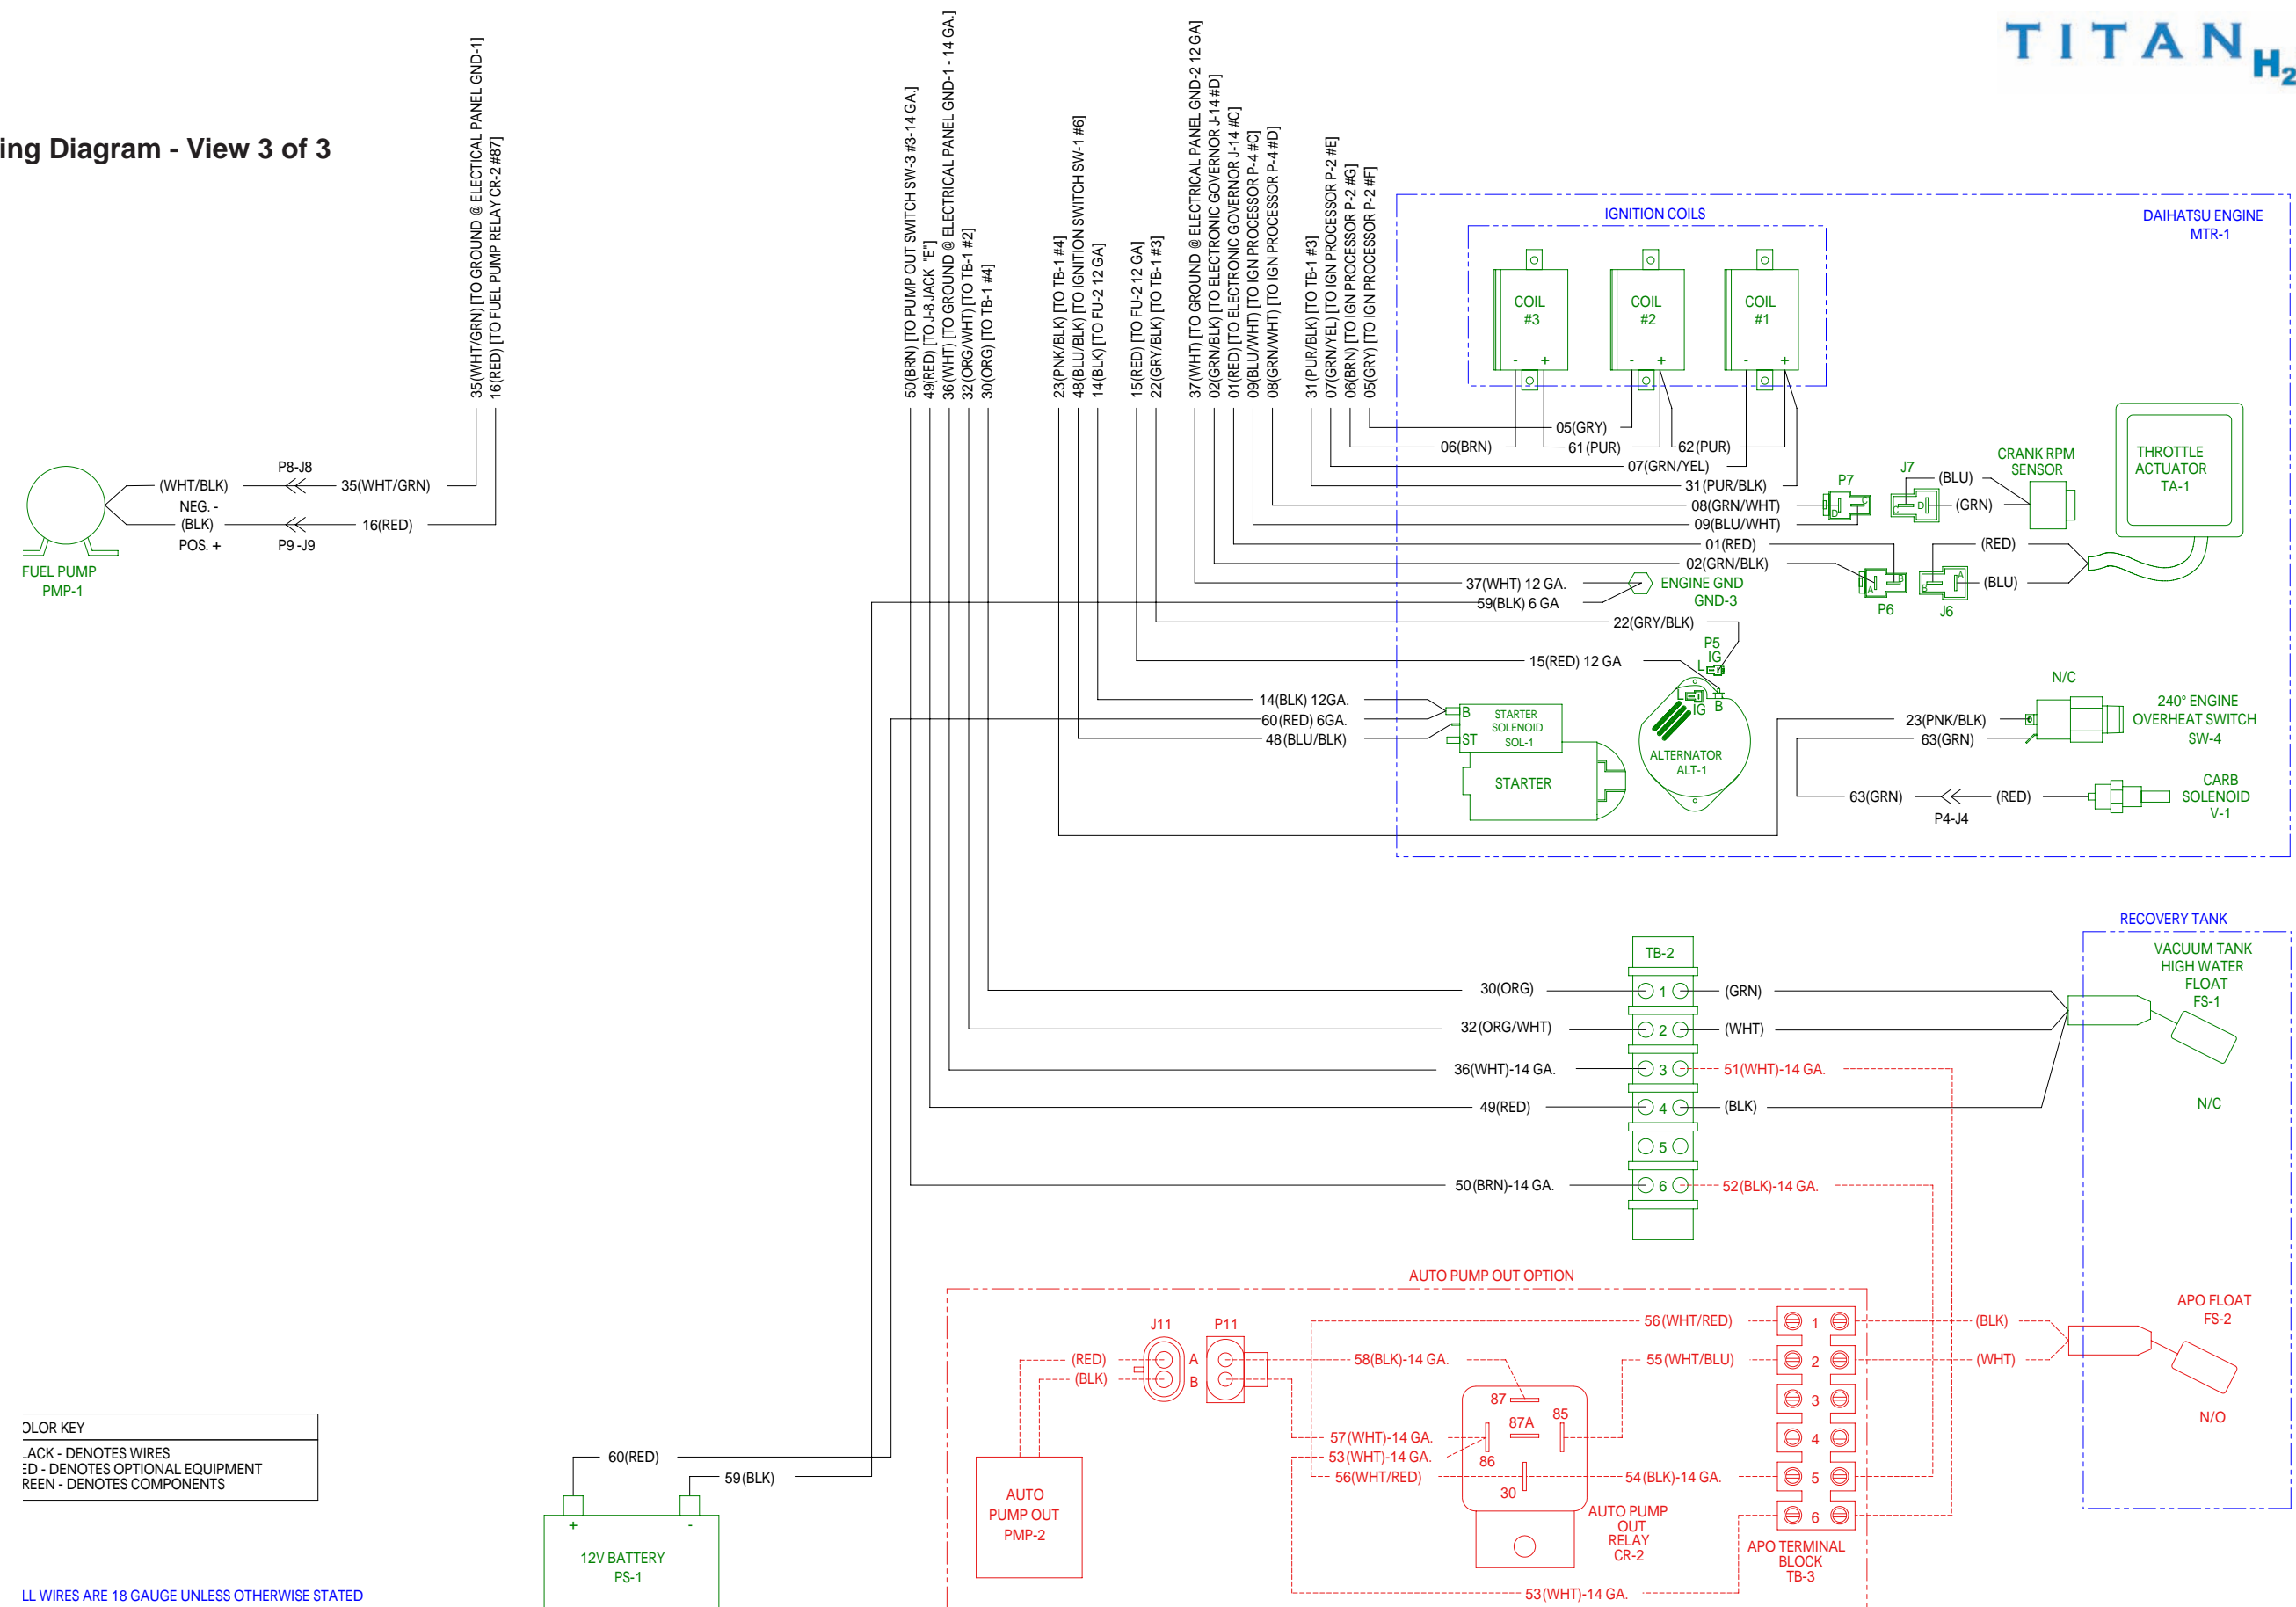 TITAN H2
ing Diagram - View 3 of 3
35(WHT/GRN) [TO GROUND @ ELECTICAL PANEL GND-1]
16(RED) [TO FUEL PUMP RELAY CR-2 #87]
50(BRN) [TO PUMP OUT SWITCH SW-3 #3-14 GA.]
49(RED) [TO J-8 JACK "E"]
36(WHT) [TO GROUND @ ELECTRICAL PANEL GND-1 - 14 GA.]
32(ORG/WHT) [TO TB-1 #2]
30(ORG) [TO TB-1 #4]
23(PNK/BLK) [TO TB-1 #4]
48(BLU/BLK) [TO IGNITION SWITCH SW-1 #6]
14(BLK) [TO FU-2 12 GA]
15(RED) [TO FU-2 12 GA]
22(GRY/BLK) [TO TB-1 #3]
37(WHT) [TO GROUND @ ELECTRICAL PANEL GND-2 12 GA]
02(GRN/BLK) [TO ELECTRONIC GOVERNOR J-14 #D]
01(RED) [TO ELECTRONIC GOVERNOR J-14 #C]
09(BLU/WHT) [TO IGN PROCESSOR P-4 #C]
08(GRN/WHT) [TO IGN PROCESSOR P-4 #D]
31(PUR/BLK) [TO TB-1 #3]
07(GRN/YEL) [TO IGN PROCESSOR P-2 #E]
06(BRN) [TO IGN PROCESSOR P-2 #G]
05(GRY) [TO IGN PROCESSOR P-2 #F]
IGNITION COILS
DAIHATSU ENGINE
MTR-1
COIL
#3
- +
COIL
#2
- +
COIL
#1
- +
05(GRY)
06(BRN)
61(PUR)
62(PUR)
07(GRN/YEL)
31(PUR/BLK)
08(GRN/WHT)
09(BLU/WHT)
01(RED)
02(GRN/BLK)
37(WHT) 12 GA.
59(BLK) 6 GA
ENGINE GND
GND-3
22(GRY/BLK)
15(RED) 12 GA
P7
C
D
J7
C
D
(BLU)
(GRN)
CRANK RPM
SENSOR
THROTTLE
ACTUATOR
TA-1
(RED)
(BLU)
A
B
P6
B
A
J6
P5
IG
L
L
IG
B
ALTERNATOR
ALT-1
14(BLK) 12GA.
60(RED) 6GA.
48(BLU/BLK)
B
ST
STARTER
SOLENOID
SOL-1
STARTER
N/C
23(PNK/BLK)
63(GRN)
240° ENGINE
OVERHEAT SWITCH
SW-4
63(GRN)
(RED)
P4-J4
CARB
SOLENOID
V-1
P8-J8
(WHT/BLK)
35(WHT/GRN)
NEG. -
(BLK)
16(RED)
POS. +
P9-J9
FUEL PUMP
PMP-1
RECOVERY TANK
VACUUM TANK
HIGH WATER
FLOAT
FS-1
N/C
TB-2
30(ORG)
1
(GRN)
32(ORG/WHT)
2
(WHT)
36(WHT)-14 GA.
3
51(WHT)-14 GA.
49(RED)
4
(BLK)
5
50(BRN)-14 GA.
6
52(BLK)-14 GA.
AUTO PUMP OUT OPTION
J11
P11
(RED)
(BLK)
A
B
58(BLK)-14 GA.
56(WHT/RED)
55(WHT/BLU)
57(WHT)-14 GA.
53(WHT)-14 GA.
56(WHT/RED)
54(BLK)-14 GA.
87
87A
85
86
30
1
2
3
4
5
6
(BLK)
(WHT)
APO FLOAT
FS-2
N/O
AUTO
PUMP OUT
PMP-2
AUTO PUMP
OUT
RELAY
CR-2
APO TERMINAL
BLOCK
TB-3
53(WHT)-14 GA.
60(RED)
59(BLK)
+
-
12V BATTERY
PS-1
OLOR KEY
LACK - DENOTES WIRES
ED - DENOTES OPTIONAL EQUIPMENT
REEN - DENOTES COMPONENTS
LL WIRES ARE 18 GAUGE UNLESS OTHERWISE STATED